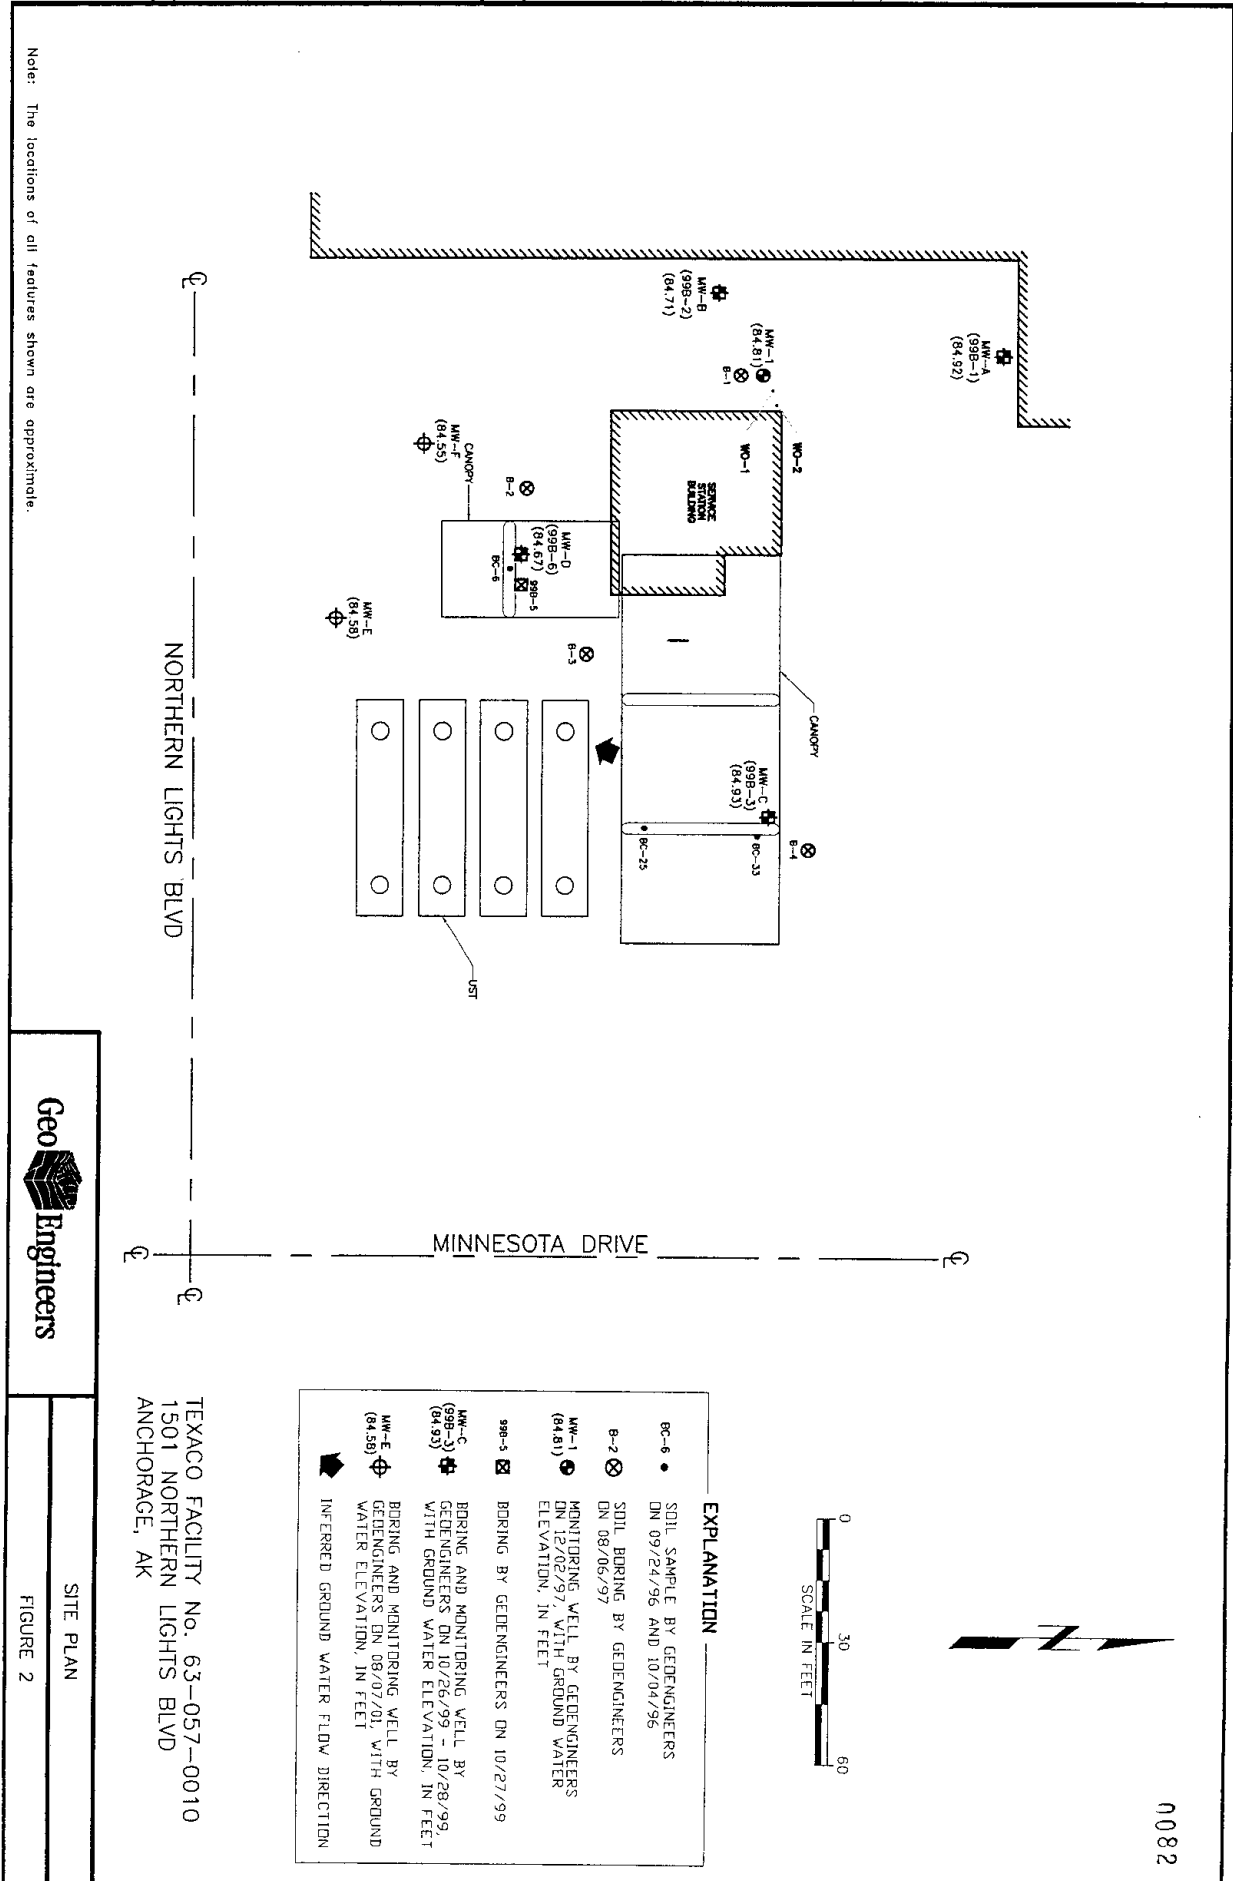 0082
MW-A
(99B-1)
(84.92)
MW-B
(99B-2)
(84.71)
MW-1
(84.81)
B-1
WO-2
WO-1
SERVICE
STATION
BUILDING
CANOPY
MW-C
(99B-3)
(84.93)
B-4
BC-33
BC-25
MW-F
(84.55)
CANOPY
B-2
MW-D
(99B-6)
(84.67)
99B-5
BC-6
B-3
MW-E
(84.58)
UST
NORTHERN LIGHTS BLVD
MINNESOTA DRIVE
0 30 60
SCALE IN FEET
EXPLANATION
BC-6 SOIL SAMPLE BY GEOENGINEERS
ON 09/24/96 AND 10/04/96
B-2 SOIL BORING BY GEOENGINEERS
ON 08/06/97
MW-1
(84.81)
MONITORING WELL BY GEOENGINEERS
ON 12/02/97, WITH GROUND WATER
ELEVATION, IN FEET
99B-5 BORING BY GEOENGINEERS ON 10/27/99
MW-C
(99B-3)
(84.93)
BORING AND MONITORING WELL BY
GEOENGINEERS ON 10/26/99 - 10/28/99,
WITH GROUND WATER ELEVATION, IN FEET
MW-E
(84.58)
BORING AND MONITORING WELL BY
GEOENGINEERS ON 08/07/01, WITH GROUND
WATER ELEVATION, IN FEET
INFERRED GROUND WATER FLOW DIRECTION
TEXACO FACILITY No. 63-057-0010
1501 NORTHERN LIGHTS BLVD
ANCHORAGE, AK
Note: The locations of all features shown are approximate.
Geo Engineers
SITE PLAN
FIGURE 2